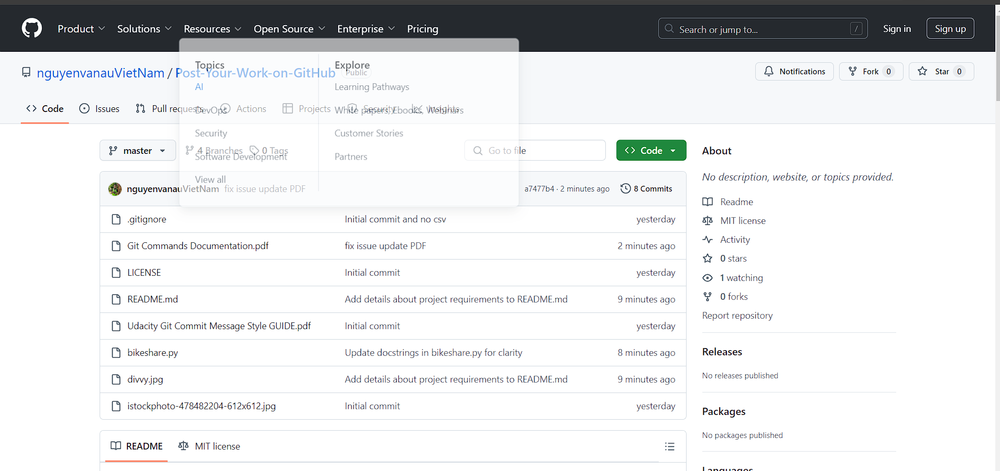 Product Solutions Resources Open Source Enterprise Pricing Search or jump to... / Sign in Sign up
Topics Explore
nguyenvanauVietNam / Post-Your-Work-on-GitHub Public Notifications Fork 0 Star 0
AI Learning Pathways
Code Issues Pull requests Actions Projects Security Insights
DevOps White papers, Ebooks, Webinars
Security Customer Stories
master 4 Branches 0 Tags Go to file Code About
Software Development Partners
No description, website, or topics provided.
View all
nguyenvanauVietNam fix issue update PDF a7477b4 · 2 minutes ago 8 Commits
Readme
.gitignore Initial commit and no csv yesterday
MIT license
Activity
Git Commands Documentation.pdf fix issue update PDF 2 minutes ago
0 stars
LICENSE Initial commit yesterday
1 watching
0 forks
README.md Add details about project requirements to README.md 9 minutes ago
Report repository
Udacity Git Commit Message Style GUIDE.pdf Initial commit yesterday
Releases
bikeshare.py Update docstrings in bikeshare.py for clarity 8 minutes ago
No releases published
divvy.jpg Add details about project requirements to README.md 9 minutes ago
istockphoto-478482204-612x612.jpg Initial commit yesterday
Packages
No packages published
README MIT license
Languages